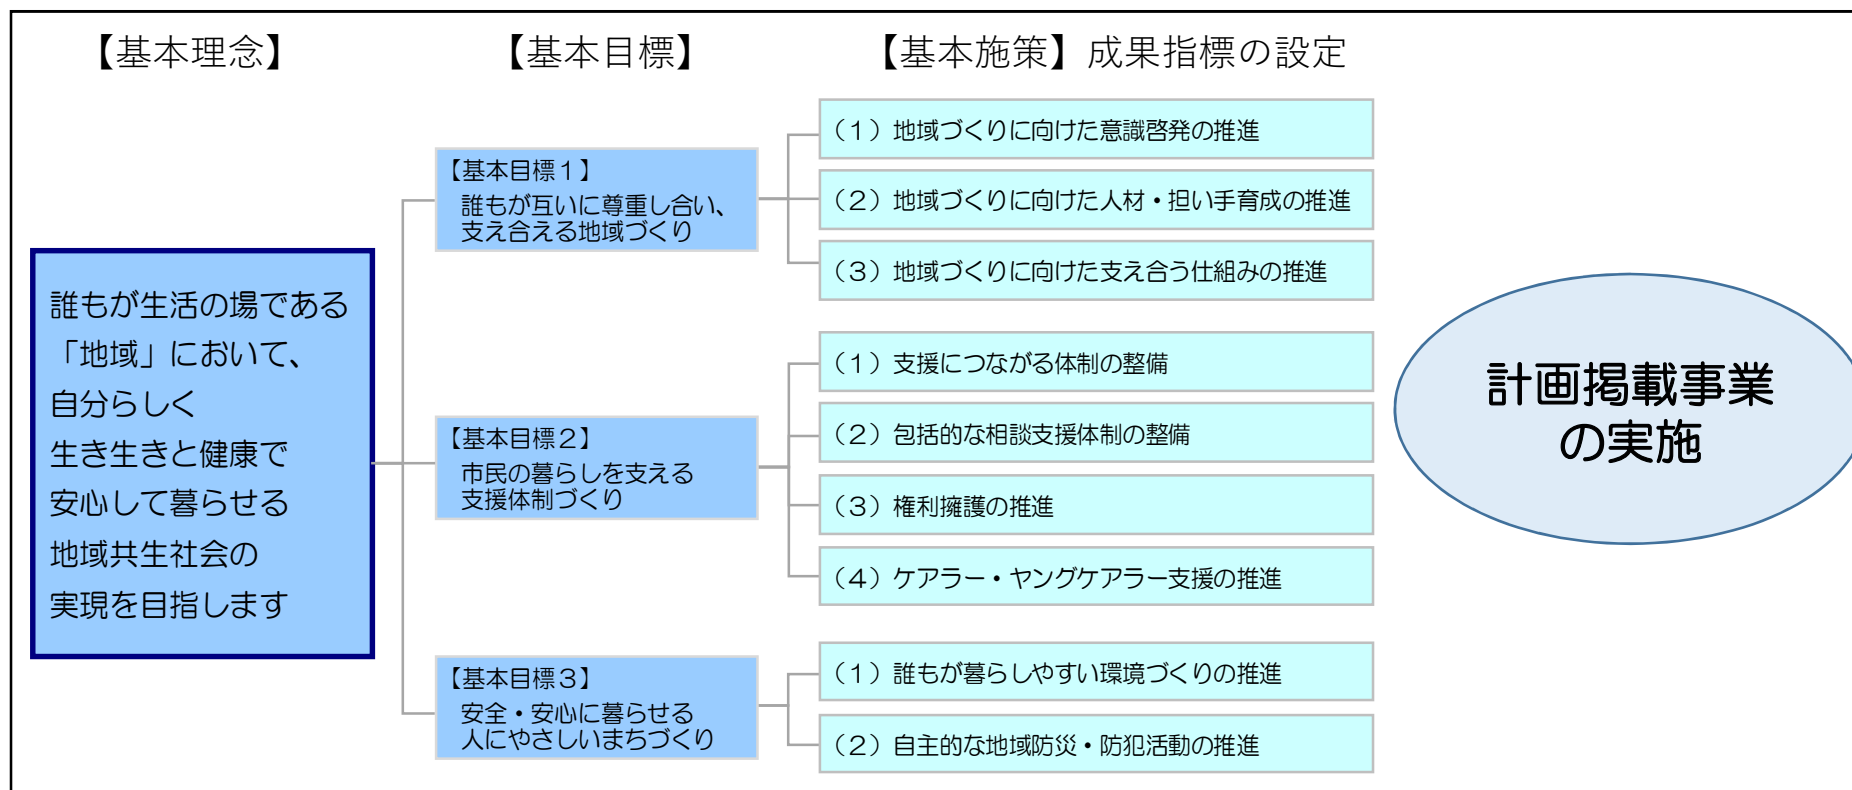 【基本理念】
【基本目標】
【基本施策】成果指標の設定
誰もが生活の場である
「地域」において、
自分らしく
生き生きと健康で
安心して暮らせる
地域共生社会の
実現を目指します
【基本目標１】
誰もが互いに尊重し合い、
支え合える地域づくり
（１）地域づくりに向けた意識啓発の推進
（２）地域づくりに向けた人材・担い手育成の推進
（３）地域づくりに向けた支え合う仕組みの推進
【基本目標２】
市民の暮らしを支える
支援体制づくり
（１）支援につながる体制の整備
（２）包括的な相談支援体制の整備
（３）権利擁護の推進
（４）ケアラー・ヤングケアラー支援の推進
【基本目標３】
安全・安心に暮らせる
人にやさしいまちづくり
（１）誰もが暮らしやすい環境づくりの推進
（２）自主的な地域防災・防犯活動の推進
計画掲載事業
の実施